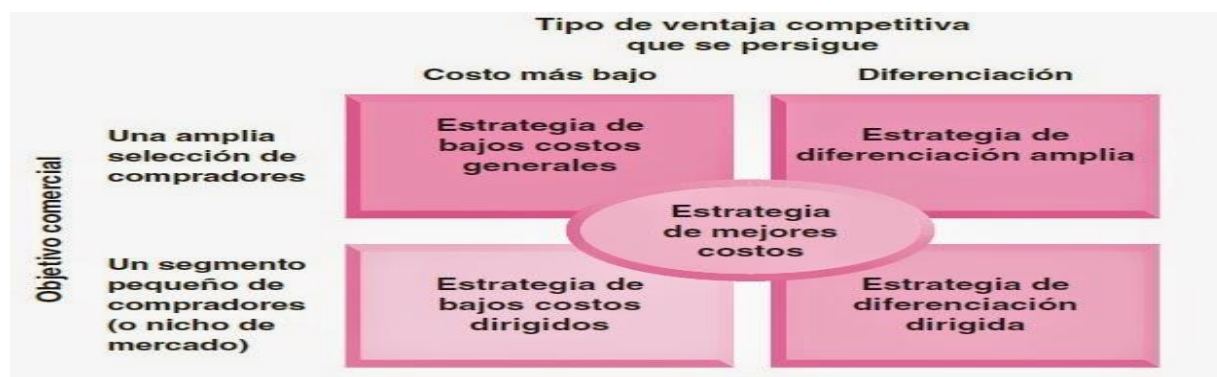 Tipo de ventaja competitiva
que se persigue
Costo más bajo
Diferenciación
Objetivo comercial
Una amplia
selección de
compradores
Estrategia de
bajos costos
generales
Estrategia de
diferenciación amplia
Estrategia
de mejores
costos
Un segmento
pequeño de
compradores
(o nicho de
mercado)
Estrategia de
bajos costos
dirigidos
Estrategia de
diferenciación
dirigida